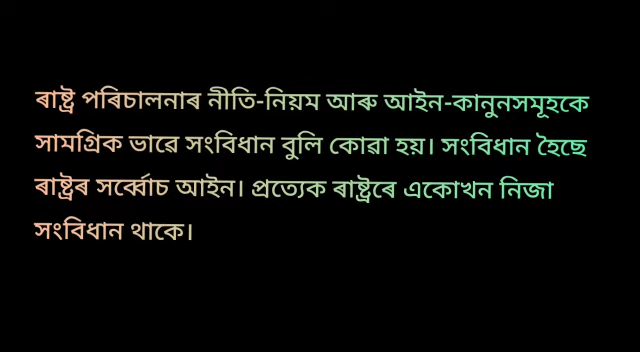 ৰাষ্ট্ৰ পৰিচালনাৰ নীতি-নিয়ম আৰু আইন-কানুনসমূহকে
সামগ্ৰিক ভাৱে সংবিধান বুলি কোৱা হয়। সংবিধান হৈছে
ৰাষ্ট্ৰৰ সৰ্ব্বোচ আইন। প্ৰত্যেক ৰাষ্ট্ৰৰে একোখন নিজা
সংবিধান থাকে।